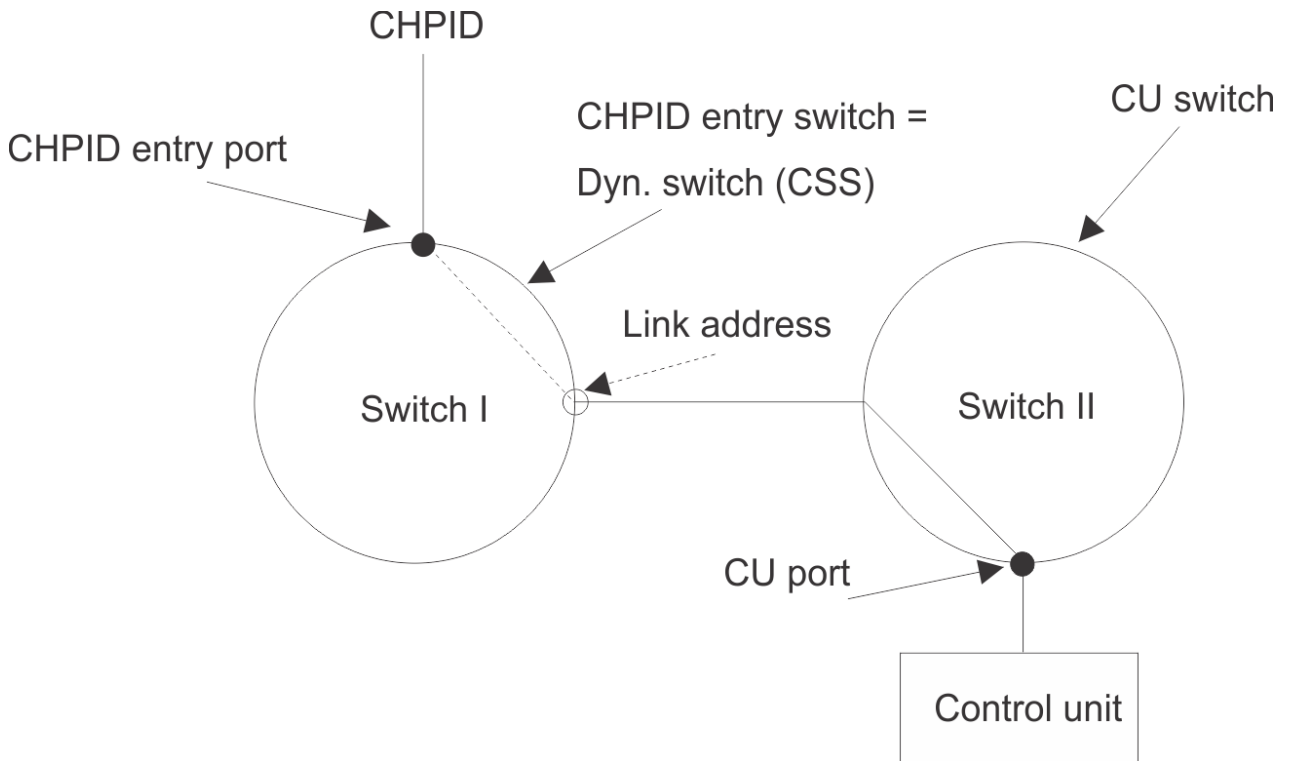 CHPID
CHPID entry port
CHPID entry switch =
Dyn. switch (CSS)
CU switch
Link address
Switch I
Switch II
CU port
Control unit